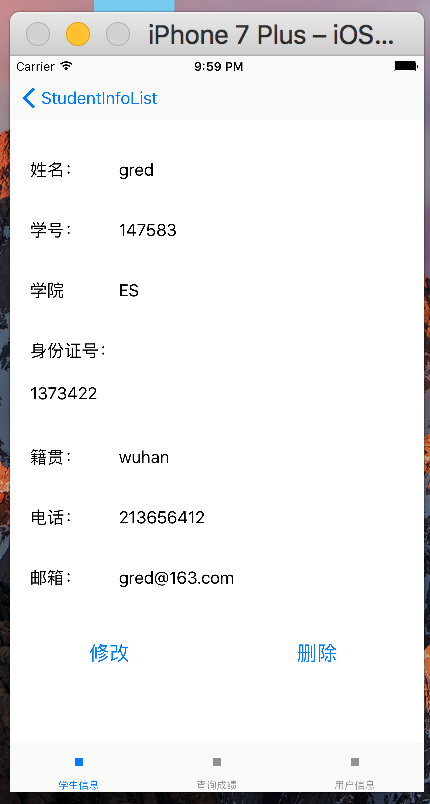 iPhone 7 Plus – iOS...
Carrier 9:59 PM
StudentInfoList
姓名： gred
学号： 147583
学院 ES
身份证号：
1373422
籍贯： wuhan
电话： 213656412
邮箱： gred@163.com
修改 删除
学生信息 查询成绩 用户信息